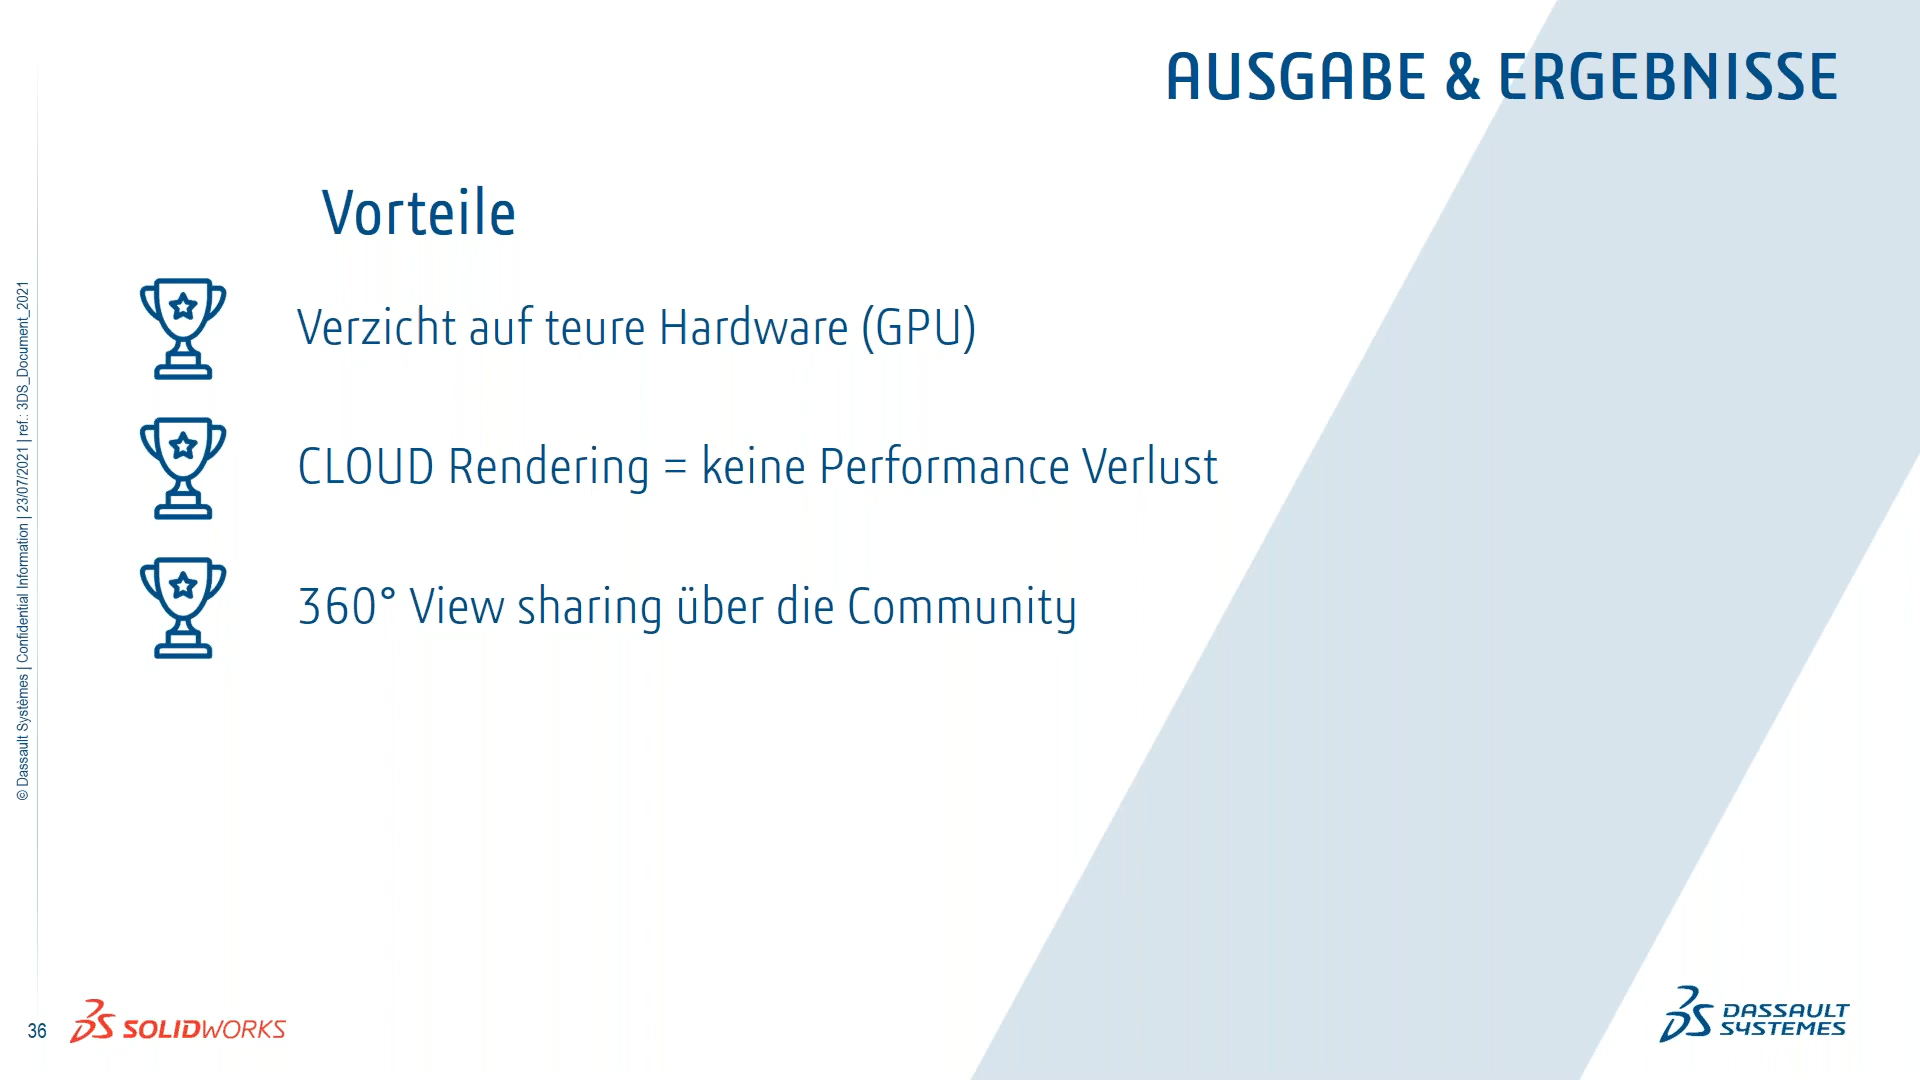 AUSGABE & ERGEBNISSE
Vorteile
Verzicht auf teure Hardware (GPU)
CLOUD Rendering = keine Performance Verlust
360° View sharing über die Community
© Dassault Systèmes | Confidential Information | 23/07/2021 | ref.: 3DS_Document_2021
36
SOLIDWORKS
DASSAULT
SYSTEMES